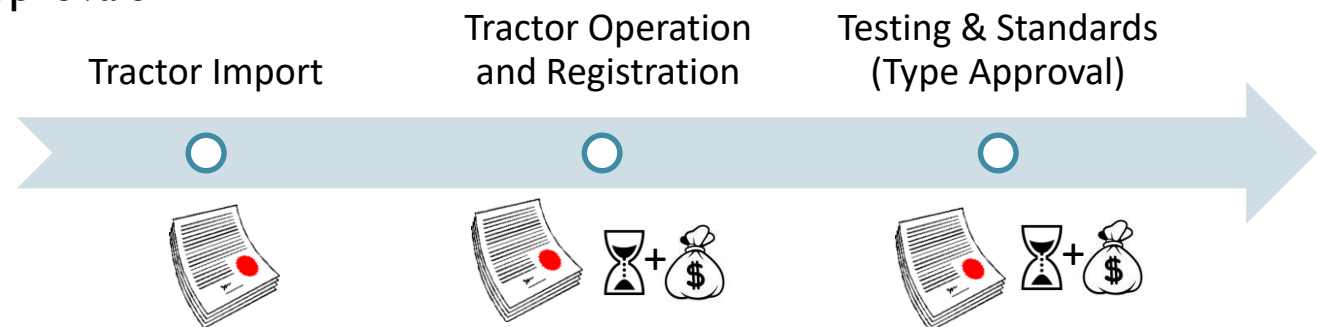 Tractor Import
Tractor Operation
and Registration
Testing & Standards
(Type Approval)
+
$
+
$